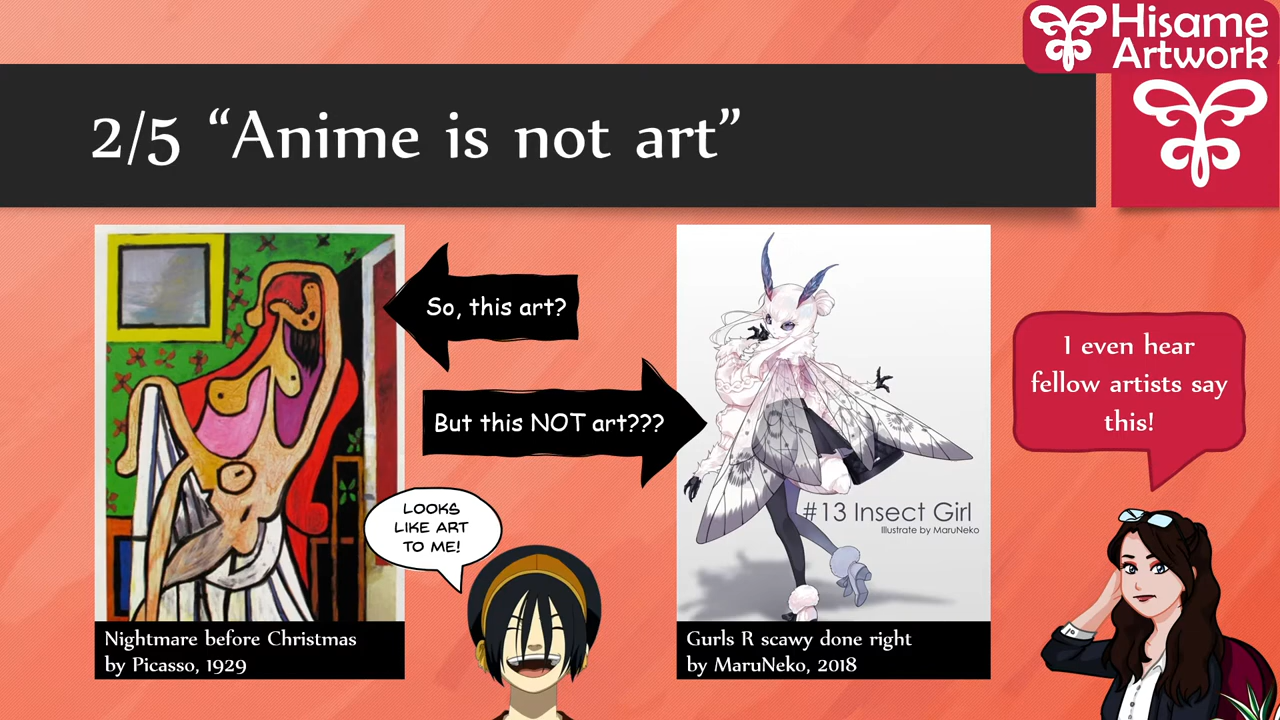 Hisame
Artwork
2/5 “Anime is not art”
So, this art?
But this NOT art???
I even hear
fellow artists say
this!
#13 Insect Girl
Illustrate by MaruNeko
LOOKS
LIKE ART
TO ME!
Nightmare before Christmas
by Picasso, 1929
Gurls R scawy done right
by MaruNeko, 2018